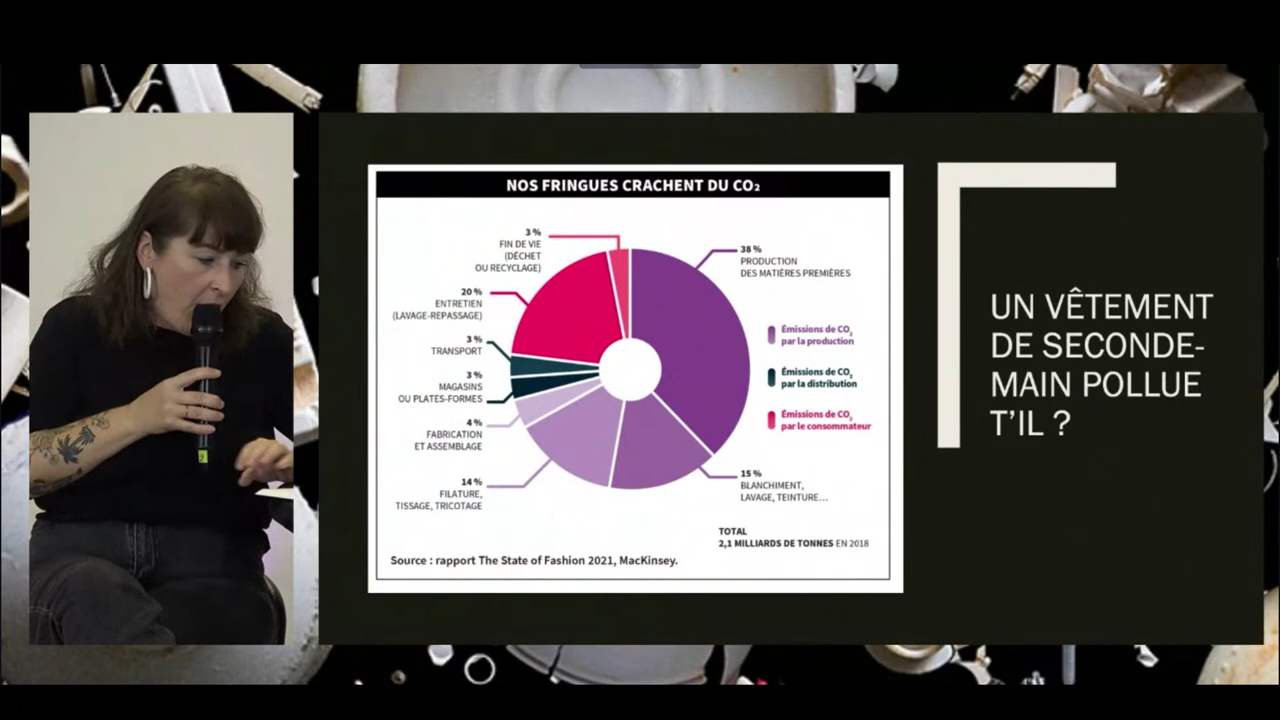 NOS FRINGUES CRACHENT DU CO₂
3 %
FIN DE VIE
(DÉCHET
OU RECYCLAGE)
20 %
ENTRETIEN
(LAVAGE-REPASSAGE)
3 %
TRANSPORT
3 %
MAGASINS
OU PLATES-FORMES
4 %
FABRICATION
ET ASSEMBLAGE
14 %
FILATURE,
TISSAGE, TRICOTAGE
38 %
PRODUCTION
DES MATIÈRES PREMIÈRES
Émissions de CO₂
par la production
Émissions de CO₂
par la distribution
Émissions de CO₂
par le consommateur
15 %
BLANCHIMENT,
LAVAGE, TEINTURE...
TOTAL
2,1 MILLIARDS DE TONNES EN 2018
Source : rapport The State of Fashion 2021, MacKinsey.
UN VÊTEMENT
DE SECONDE-
MAIN POLLUE
T'IL ?